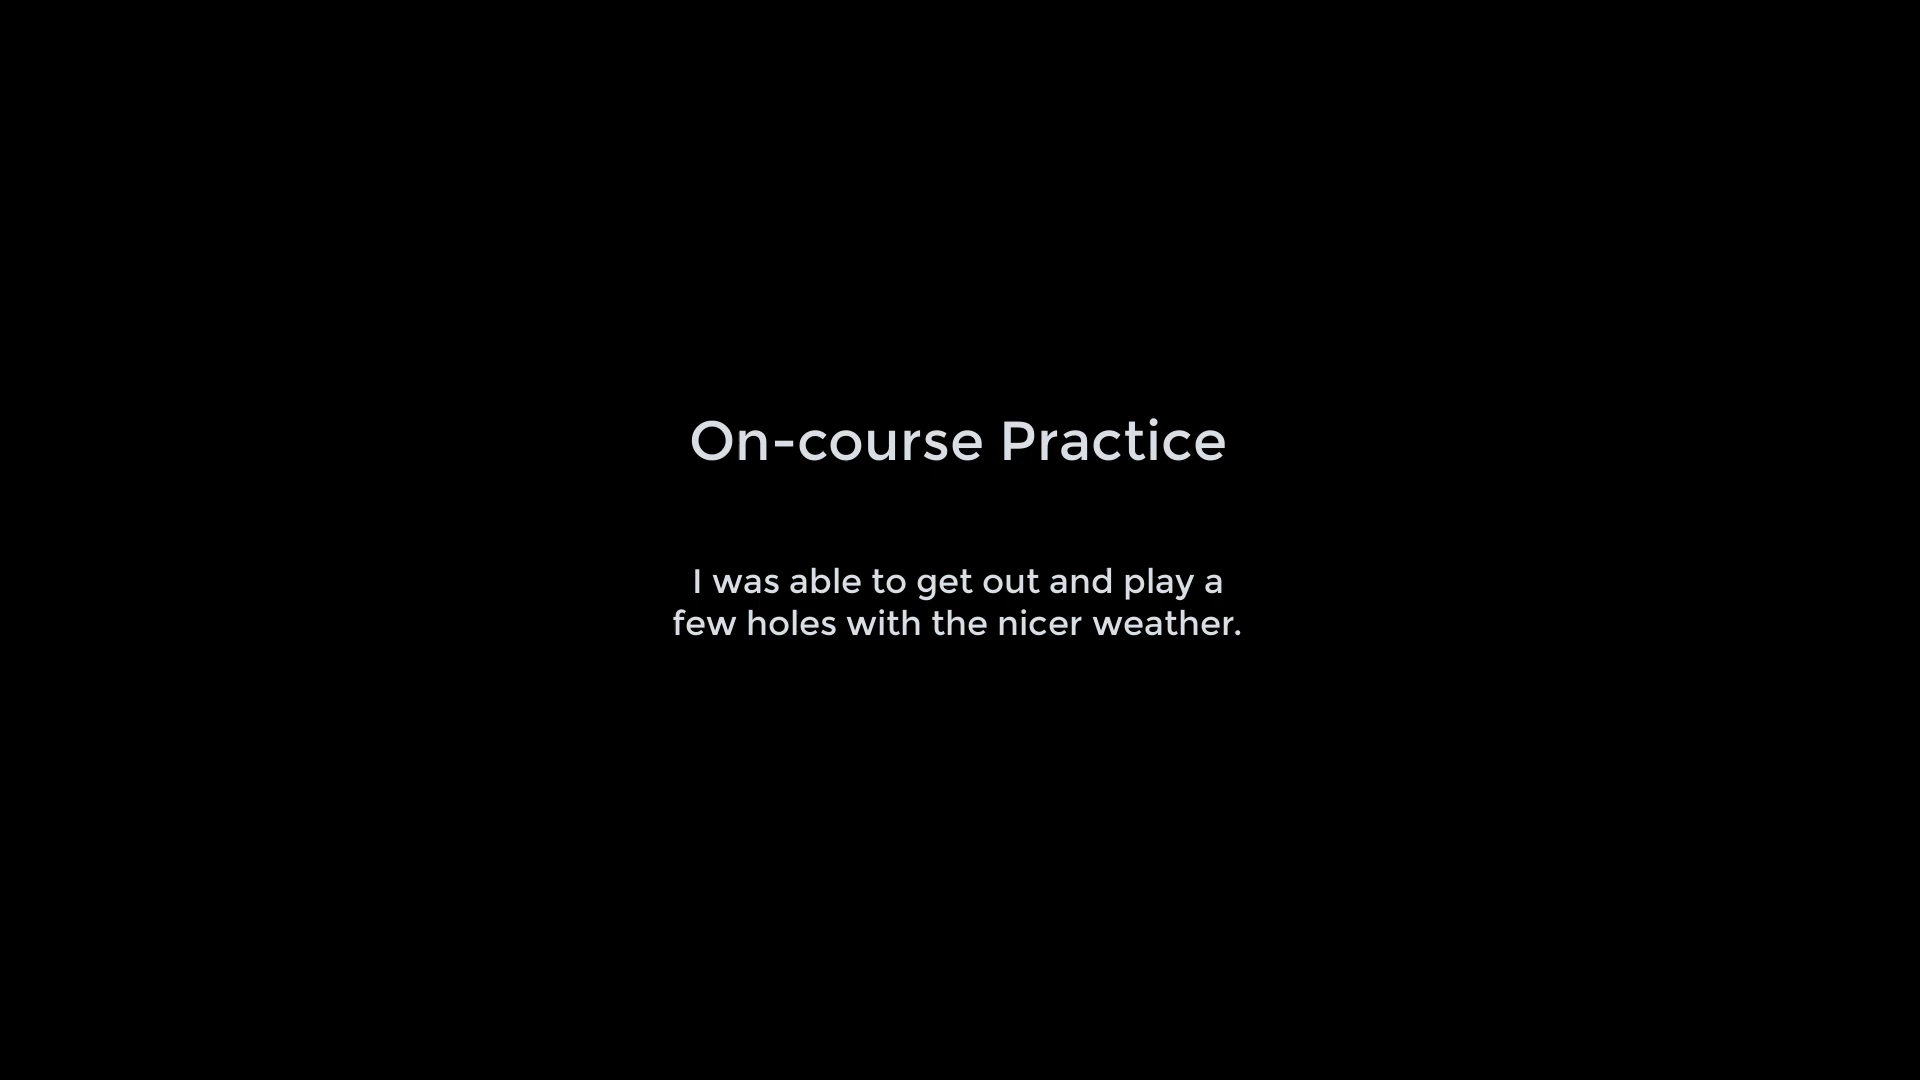 On-course Practice
I was able to get out and play a
few holes with the nicer weather.